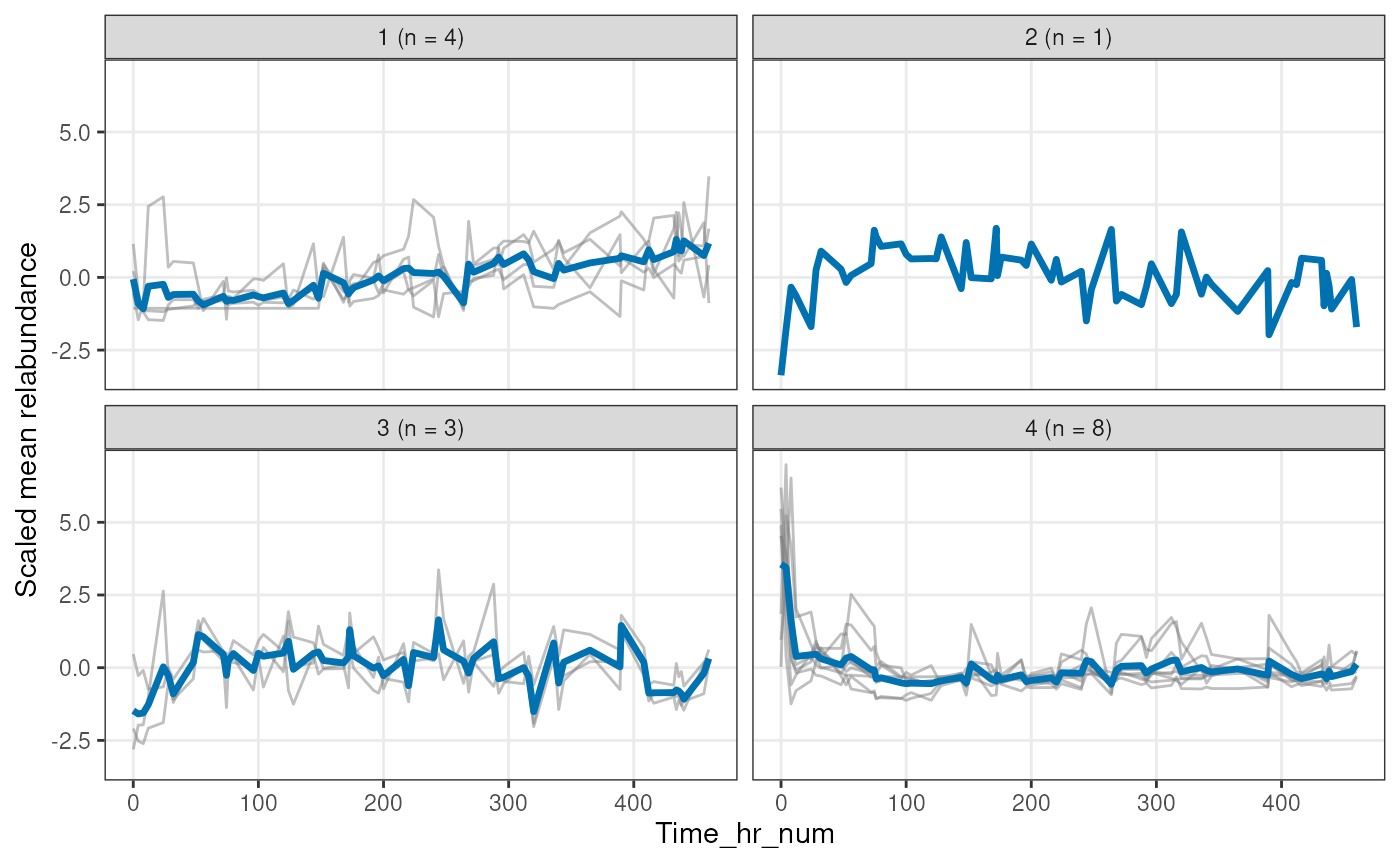 1 (n = 4)
2 (n = 1)
5.0
2.5
0.0
-2.5
3 (n = 3)
4 (n = 8)
5.0
2.5
0.0
-2.5
0 100 200 300 400
0 100 200 300 400
Time_hr_num
Scaled mean relabundance